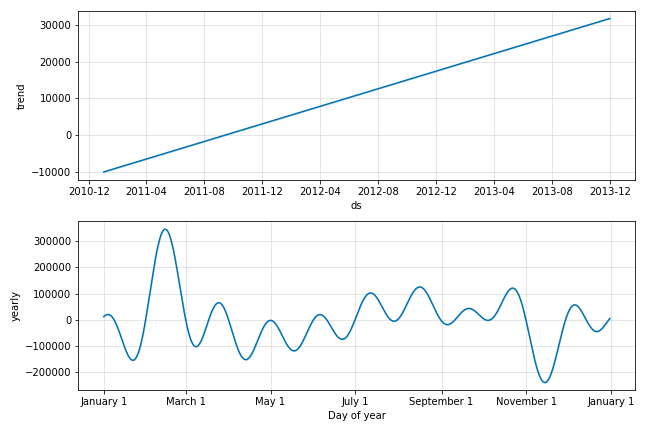 30000
20000
10000
0
−10000
trend
2010-12 2011-04 2011-08 2011-12 2012-04 2012-08 2012-12 2013-04 2013-08 2013-12
ds
300000
200000
100000
0
−100000
−200000
yearly
January 1 March 1 May 1 July 1 September 1 November 1 January 1
Day of year